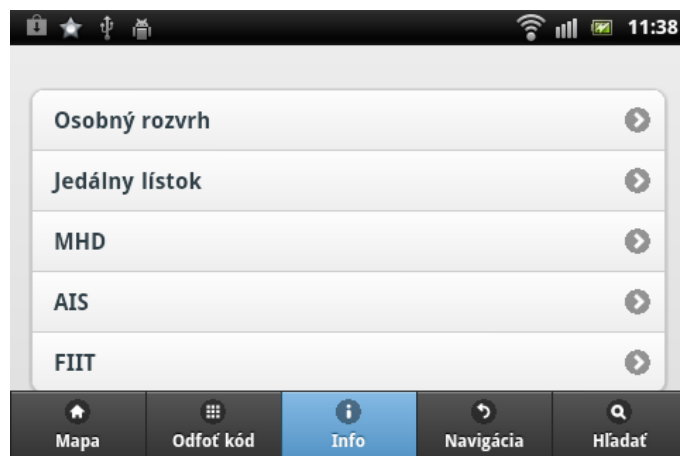 11:38
Osobný rozvrh
Jedálny lístok
MHD
AIS
FIIT
Mapa
Odfoť kód
Info
Navigácia
Hľadať